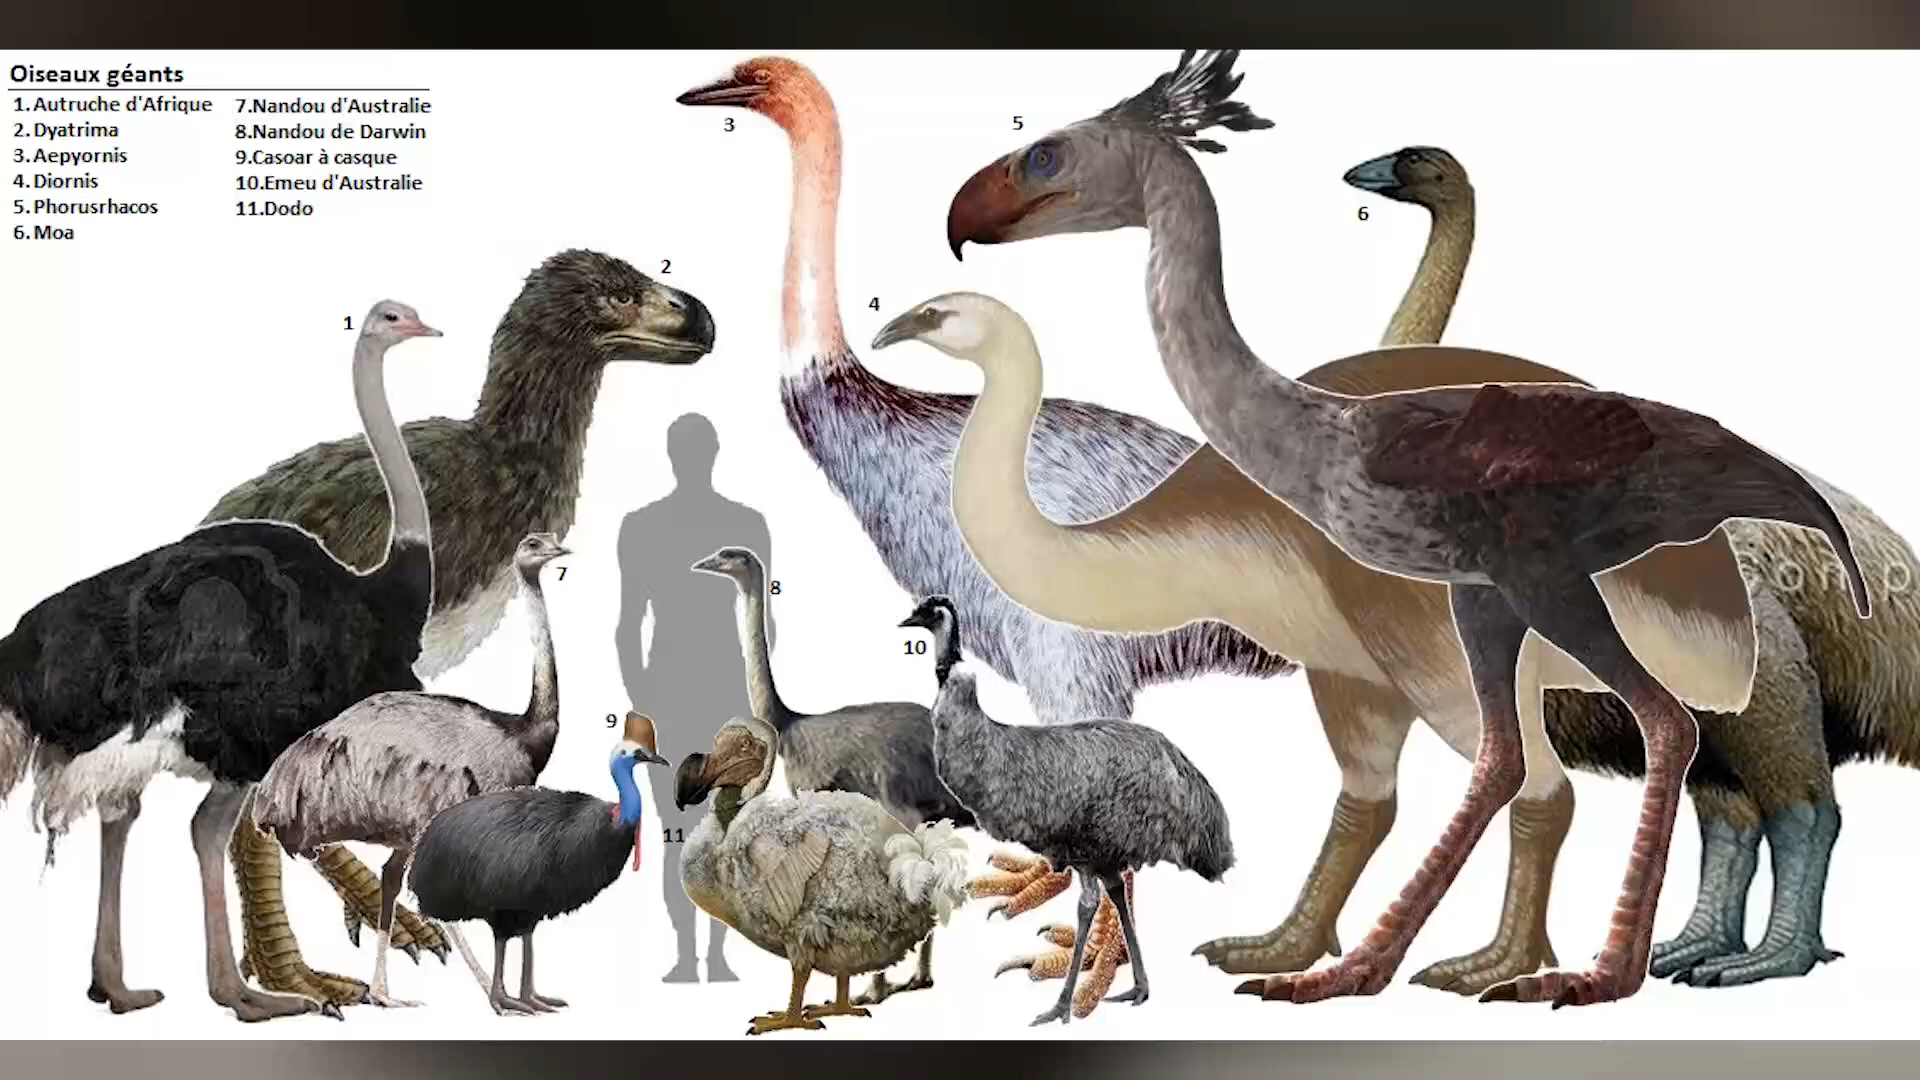 Oiseaux géants
1. Autruche d'Afrique
2. Dyatrima
3. Aepyornis
4. Diornis
5. Phorusrhacos
6. Moa
7.Nandou d'Australie
8.Nandou de Darwin
9.Casoar à casque
10.Emeu d'Australie
11.Dodo
3
5
6
2
4
1
7
8
10
9
11